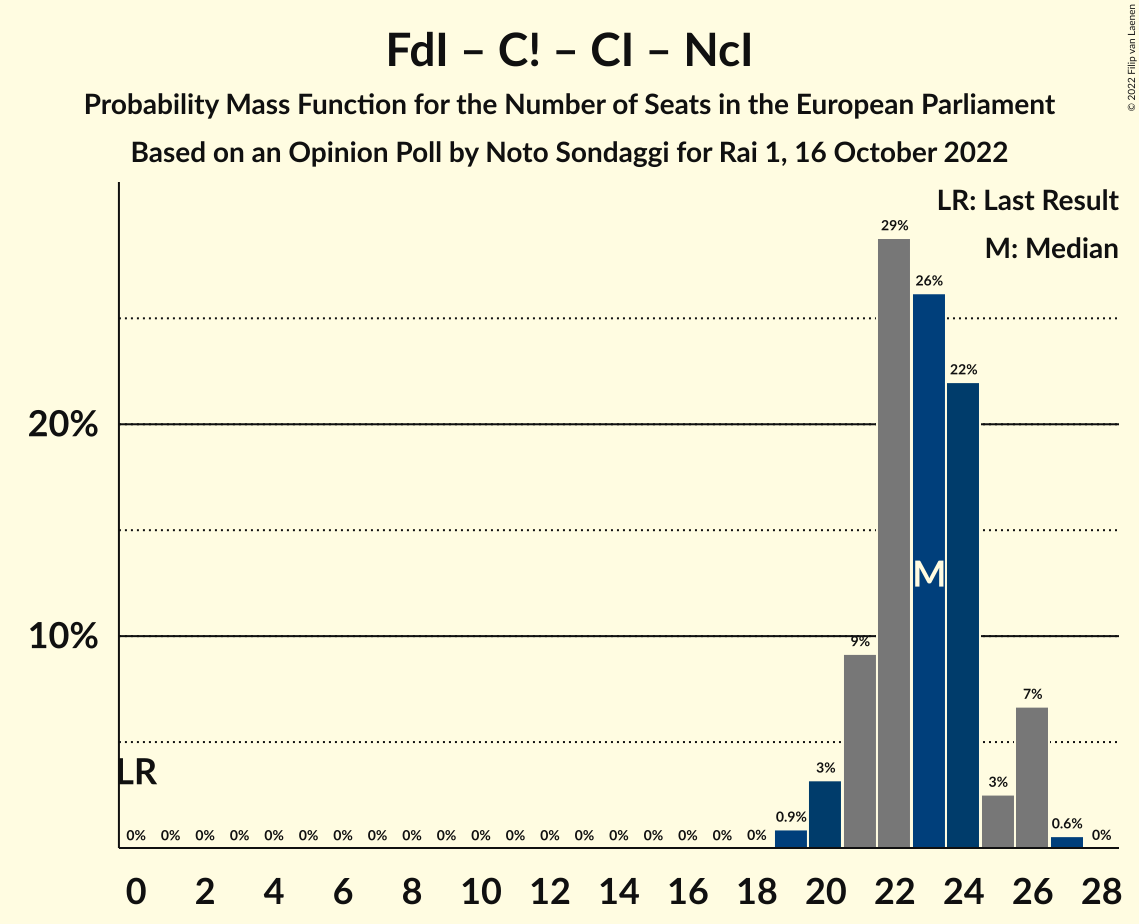 FdI – C! – CI – NcI
Probability Mass Function for the Number of Seats in the European Parliament
Based on an Opinion Poll by Noto Sondaggi for Rai 1, 16 October 2022
© 2022 Filip van Laenen
LR: Last Result
M: Median
29%
26%
22%
20%
M
10%
9%
7%
LR
3%
3%
0.9%
0.6%
0% 0% 0% 0% 0% 0% 0% 0% 0% 0% 0% 0% 0% 0% 0% 0% 0% 0% 0% 0%
0 2 4 6 8 10 12 14 16 18 20 22 24 26 28